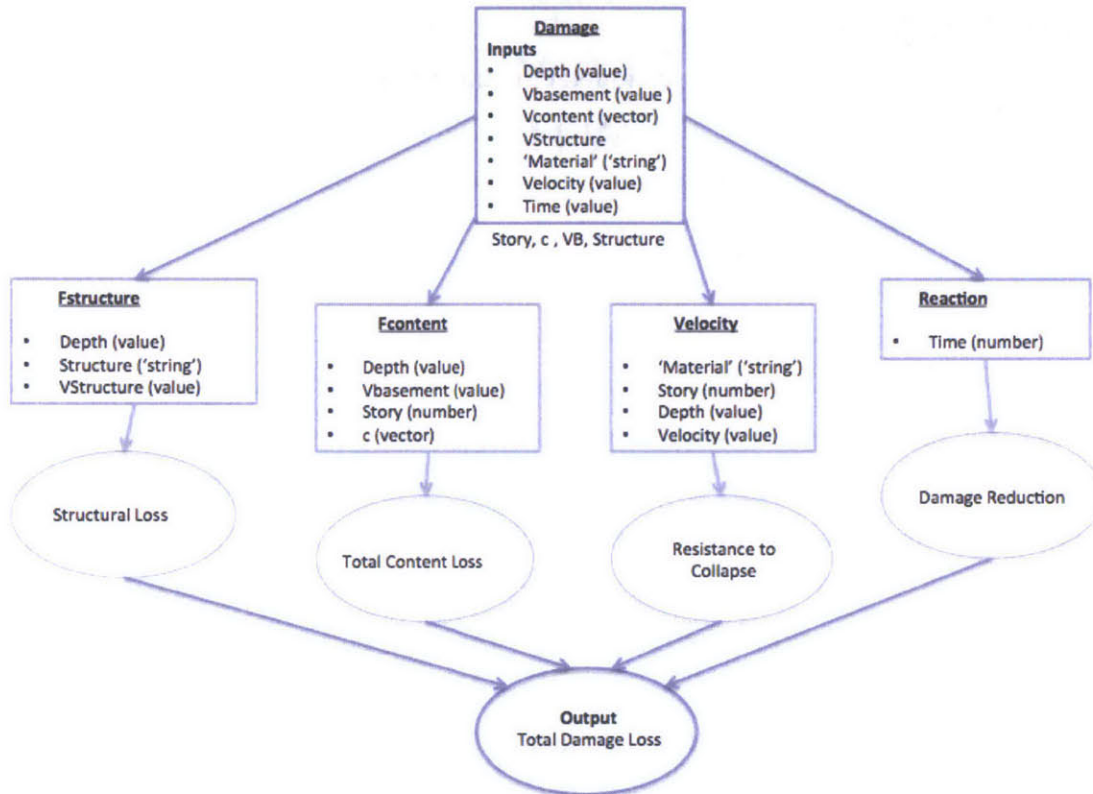 Damage
Inputs
• Depth (value)
• Vbasement (value )
• Vcontent (vector)
• VStructure
• ‘Material’ (‘string’)
• Velocity (value)
• Time (value)
Story, c , VB, Structure
Fstructure
• Depth (value)
• Structure (‘string’)
• VStructure (value)
Fcontent
• Depth (value)
• Vbasement (value)
• Story (number)
• c (vector)
Velocity
• ‘Material’ (‘string’)
• Story (number)
• Depth (value)
• Velocity (value)
Reaction
• Time (number)
Structural Loss
Total Content Loss
Resistance to
Collapse
Damage Reduction
Output
Total Damage Loss